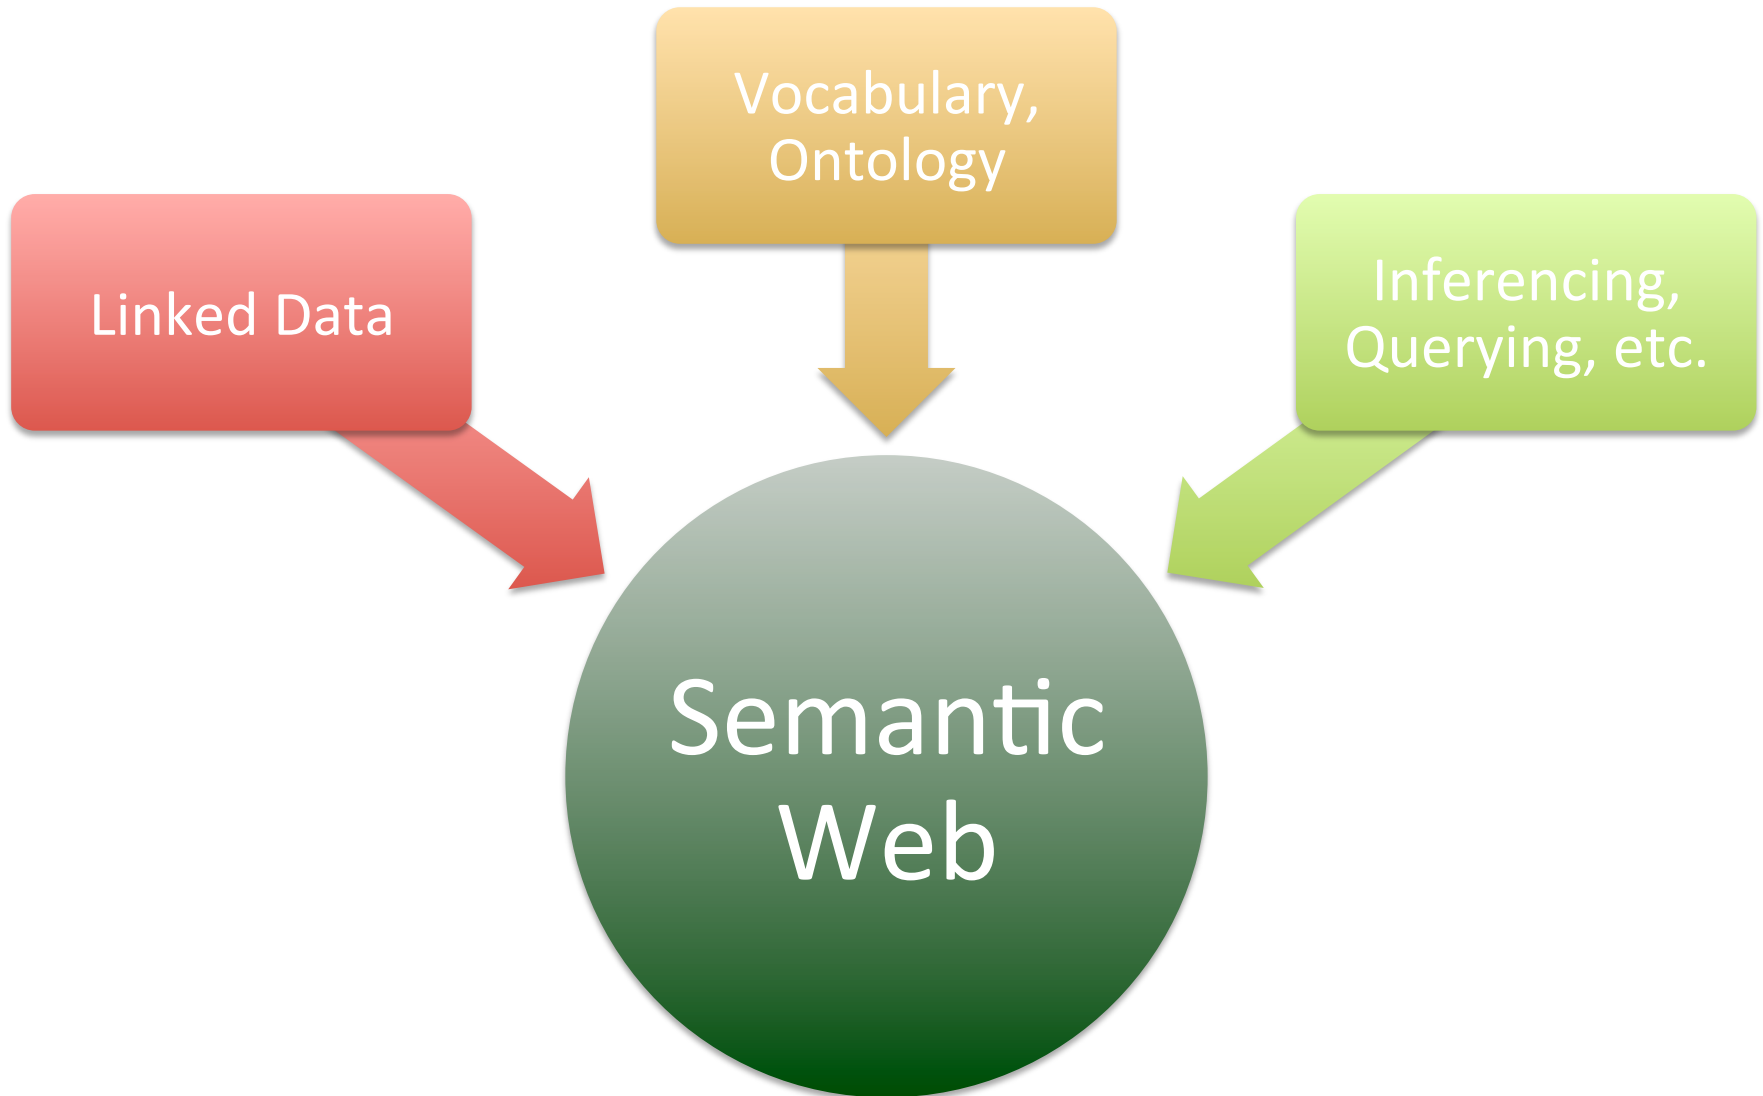 Linked Data
Vocabulary,
Ontology
Inferencing,
Querying, etc.
Semantic
Web